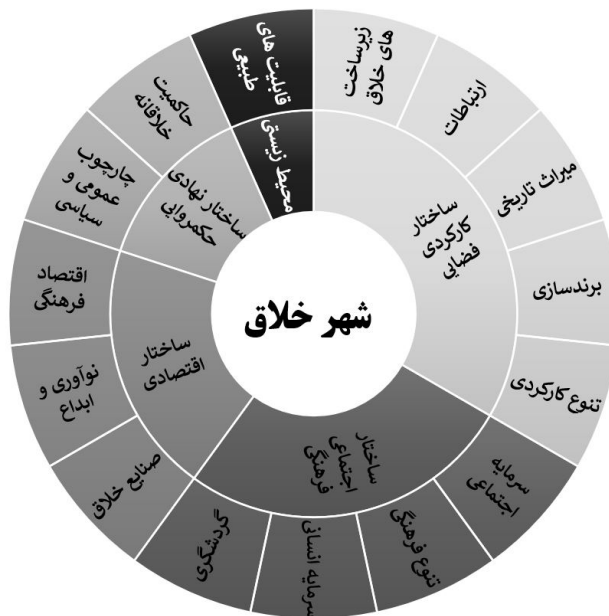 شهر خلاق
ساختار
کارکردی
فضایی
زیرساخت
های خلاق
ارتباطات
میراث تاریخی
برندسازی
تنوع کارکردی
ساختار
اجتماعی
فرهنگی
سرمایه
اجتماعی
تنوع فرهنگی
سرمایه انسانی
گردشگری
ساختار
اقتصادی
صنایع خلاق
نوآوری و
ابداع
اقتصاد
فرهنگی
ساختار نهادی
حکمروایی
چارچوب
عمومی و
سیاسی
حاکمیت
خلاقانه
محیط زیستی
قابلیت های
طبیعی